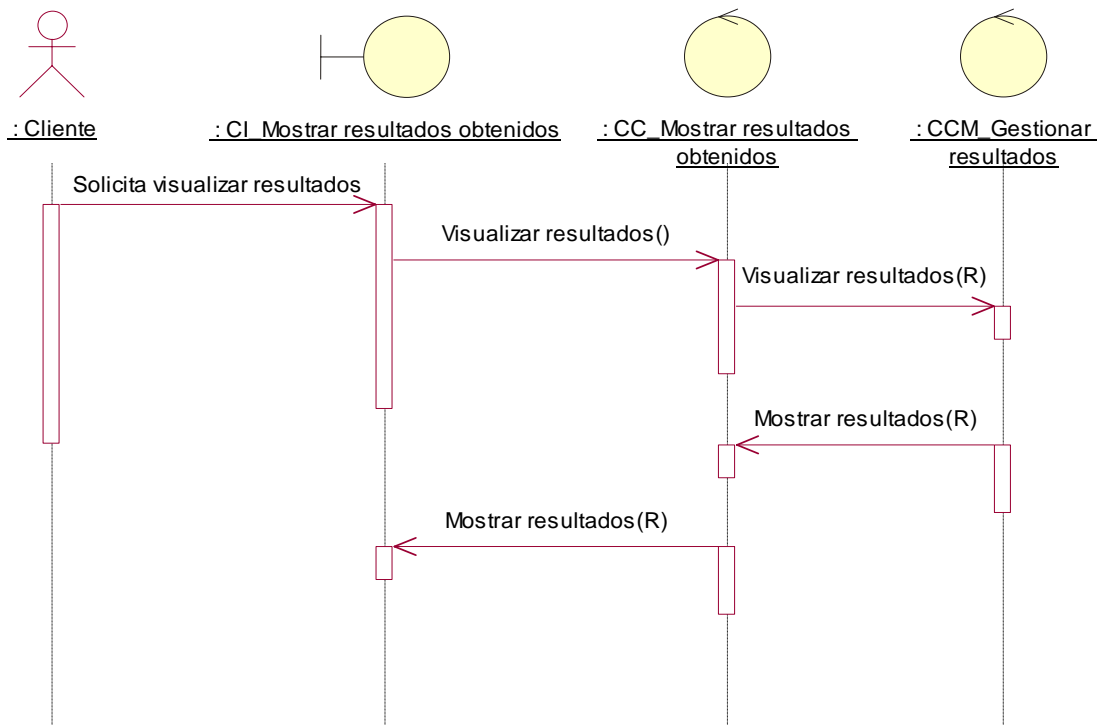 : Cliente
: CI_Mostrar resultados obtenidos
: CC_Mostrar resultados
obtenidos
: CCM_Gestionar
resultados
Solicita visualizar resultados
Visualizar resultados()
Visualizar resultados(R)
Mostrar resultados(R)
Mostrar resultados(R)